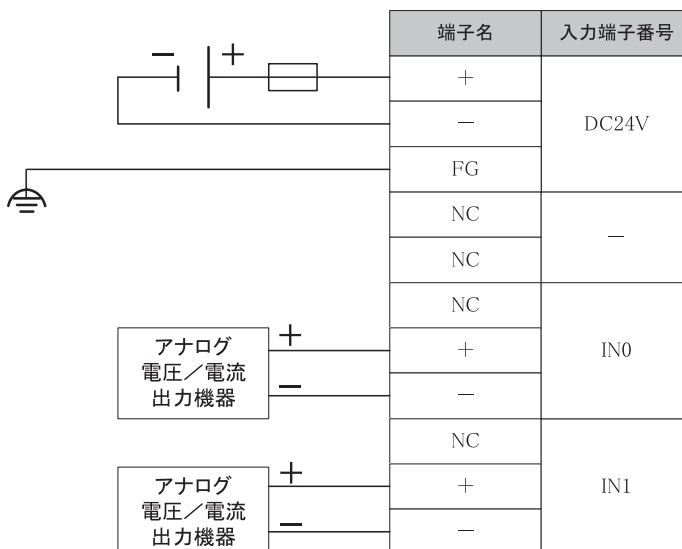 端子名 入力端子番号
− + +
− DC24V
FG
NC
− 
NC
NC
アナログ
電圧／電流
出力機器
+ + IN0
− −
NC
アナログ
電圧／電流
出力機器
+ + IN1
− −